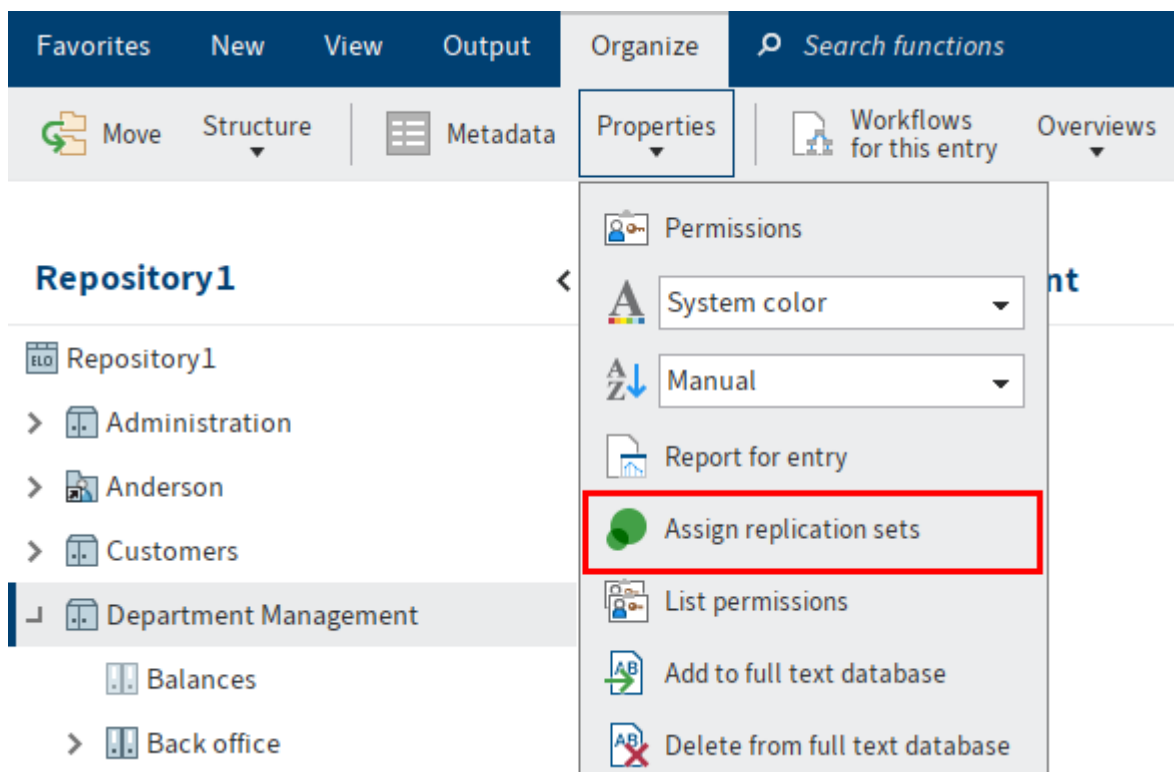 Favorites New View Output Organize Search functions
Move Structure Metadata Properties Workflows for this entry Overviews
Permissions
Repository1
nt
System color
ELO Repository1
Manual
Administration
Report for entry
Anderson
Assign replication sets
Customers
List permissions
Department Management
Add to full text database
Balances
Delete from full text database
Back office